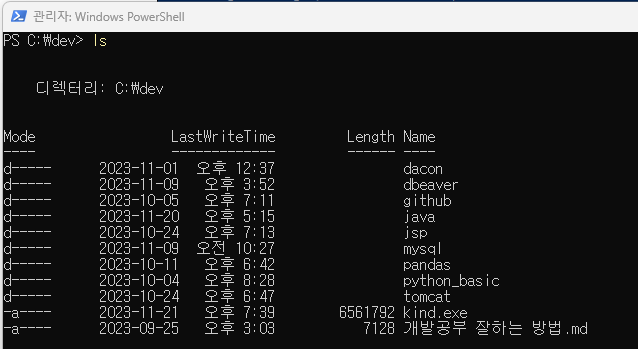 관리자: Windows PowerShell
PS C:\dev> ls
디렉터리: C:\dev
Mode LastWriteTime Length Name
---- ------------- ------ ----
d----- 2023-11-01 오후 12:37 dacon
d----- 2023-11-09 오후 3:52 dbeaver
d----- 2023-10-05 오후 7:11 github
d----- 2023-11-20 오후 5:15 java
d----- 2023-10-24 오후 7:13 jsp
d----- 2023-11-09 오전 10:27 mysql
d----- 2023-10-11 오후 6:42 pandas
d----- 2023-10-04 오후 8:28 python_basic
d----- 2023-10-24 오후 6:47 tomcat
-a---- 2023-11-21 오후 7:39 6561792 kind.exe
-a---- 2023-09-25 오후 3:03 7128 개발공부 잘하는 방법.md